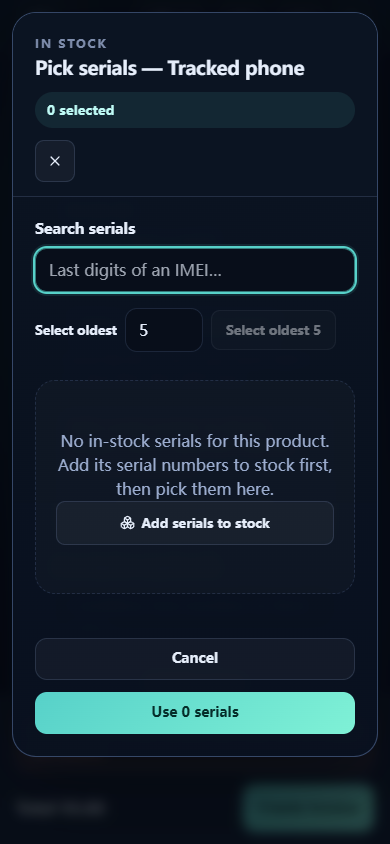 IN STOCK
Pick serials — Tracked phone
0 selected
×
Search serials
Last digits of an IMEI...
Select oldest 5 Select oldest 5
No in-stock serials for this product.
Add its serial numbers to stock first,
then pick them here.
Add serials to stock
Cancel
Use 0 serials